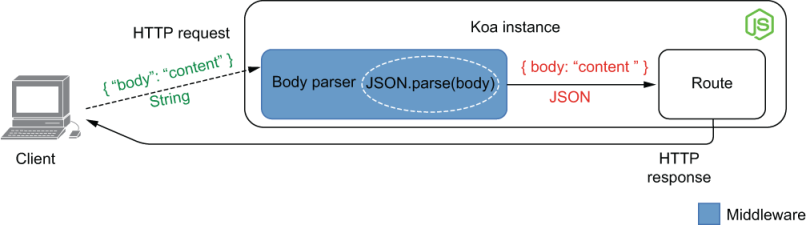 HTTP request
Koa instance
JS
{ “body”: “content” }
String
Body parser
JSON.parse(body)
{ body: “content ” }
JSON
Route
Client
HTTP
response
Middleware